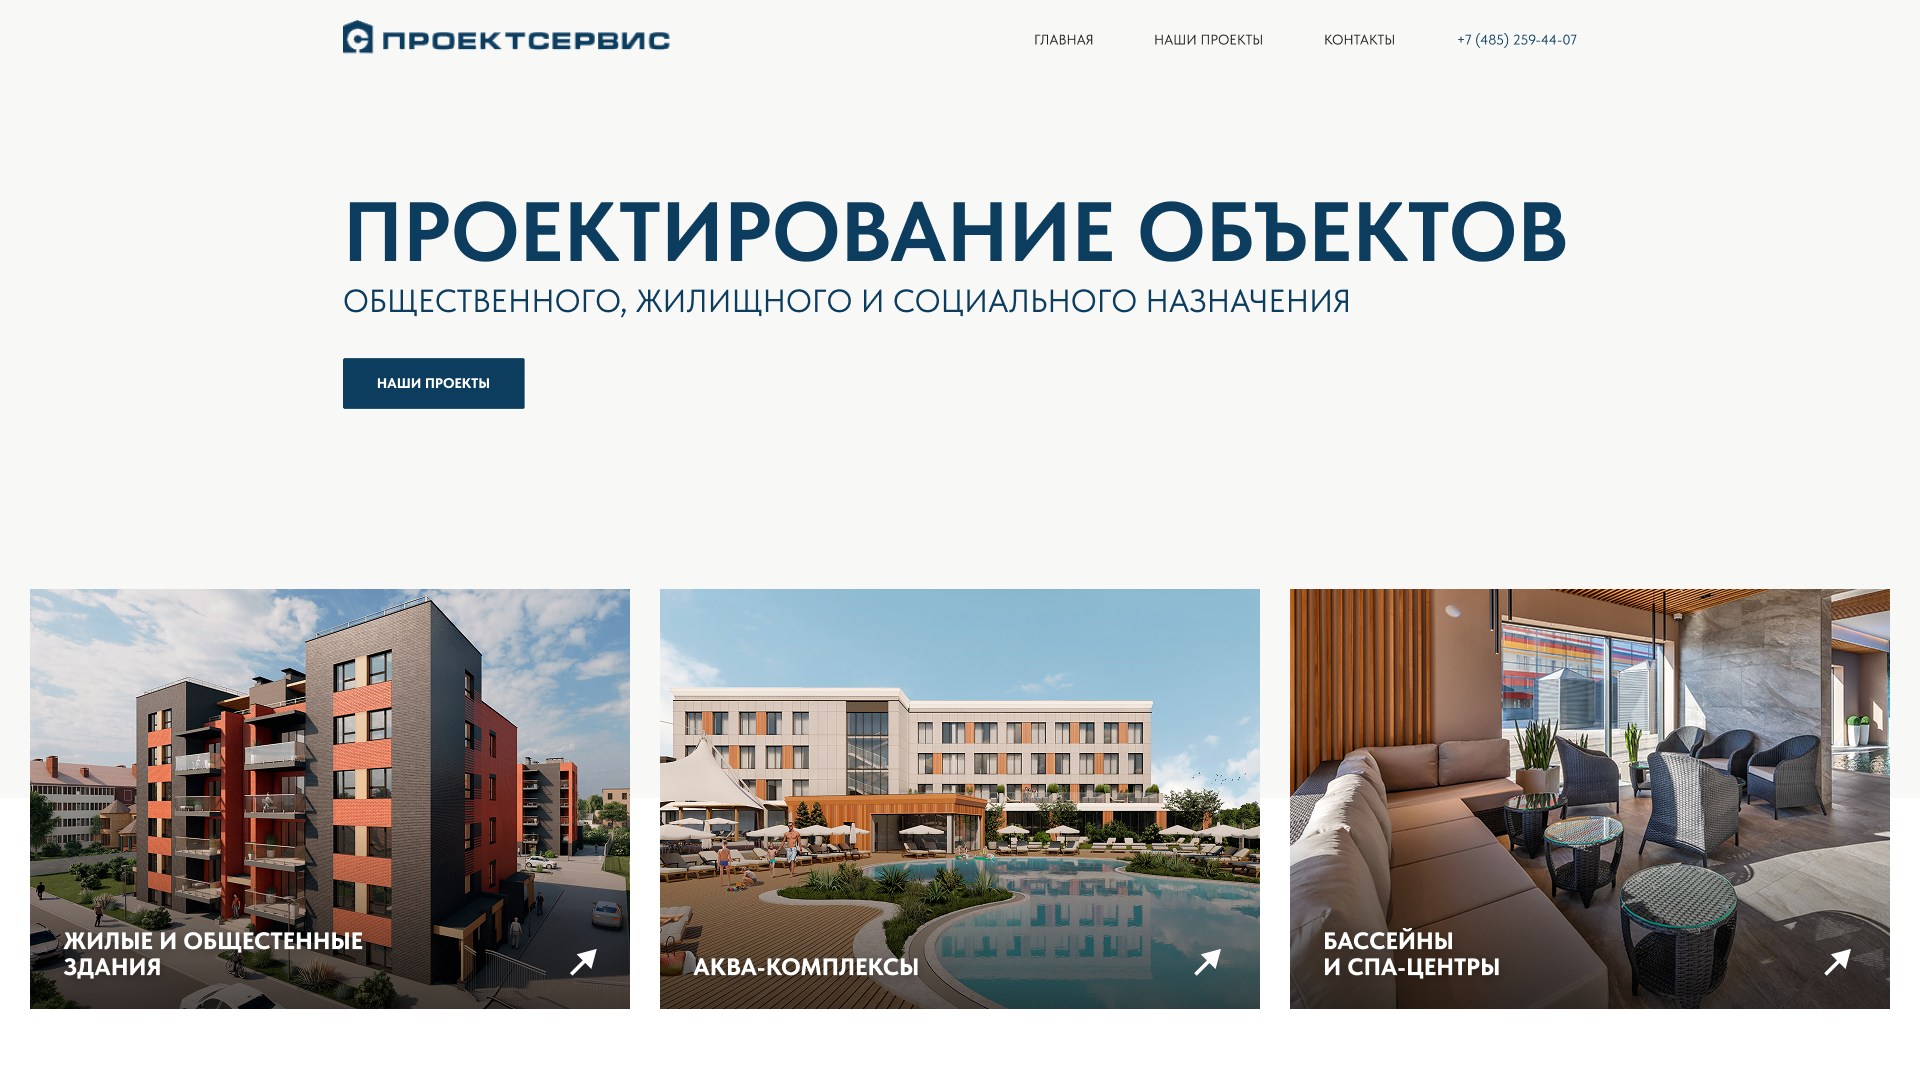 ПРОЕКТСЕРВИС
ГЛАВНАЯ
НАШИ ПРОЕКТЫ
КОНТАКТЫ
+7 (485) 259-44-07
ПРОЕКТИРОВАНИЕ ОБЪЕКТОВ
ОБЩЕСТВЕННОГО, ЖИЛИЩНОГО И СОЦИАЛЬНОГО НАЗНАЧЕНИЯ
НАШИ ПРОЕКТЫ
ЖИЛЫЕ И ОБЩЕСТЕННЫЕ
ЗДАНИЯ
АКВА-КОМПЛЕКСЫ
БАССЕЙНЫ
И СПА-ЦЕНТРЫ